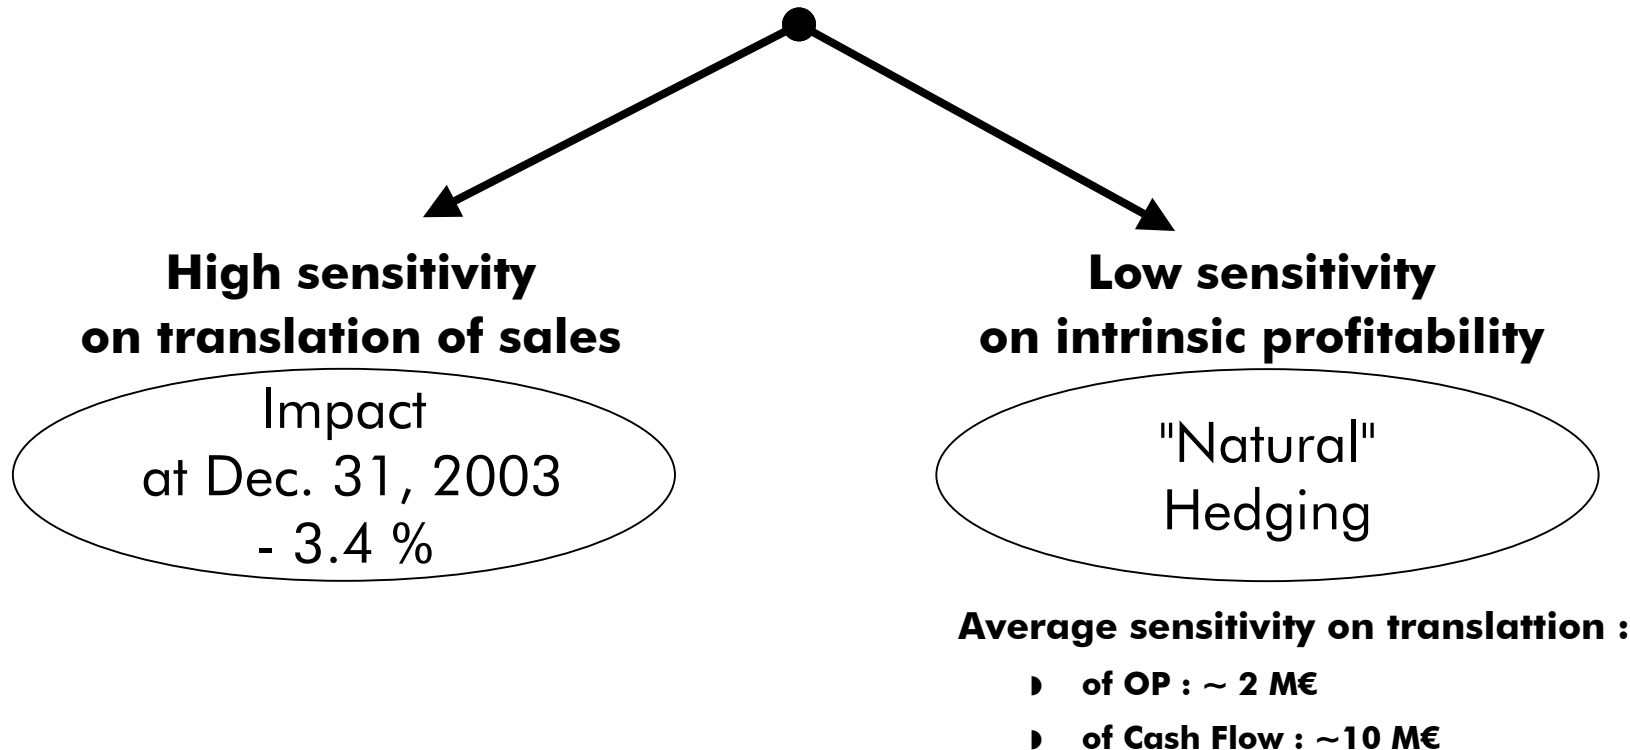 High sensitivity
on translation of sales
Impact
at Dec. 31, 2003
- 3.4 %
Low sensitivity
on intrinsic profitability
"Natural"
Hedging
Average sensitivity on translattion :
of OP : ~ 2 M€
of Cash Flow : ~10 M€